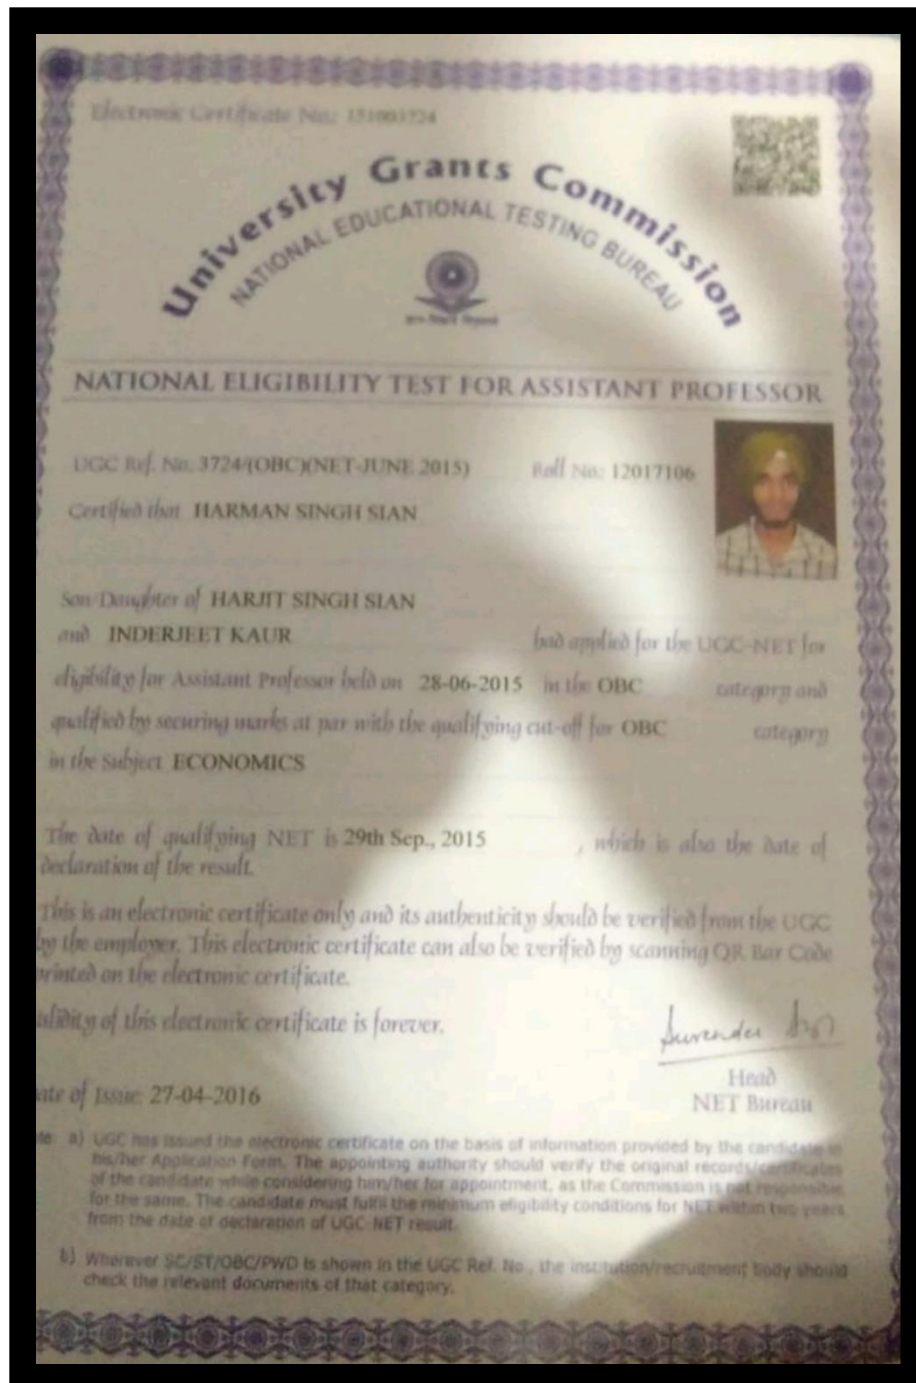 Electronic Certificate No.: 151003724
University Grants Commission
NATIONAL EDUCATIONAL TESTING BUREAU
NATIONAL ELIGIBILITY TEST FOR ASSISTANT PROFESSOR
UGC Ref. No. 3724/(OBC)(NET-JUNE 2015) Roll No.: 12017106
Certified that HARMAN SINGH SIAN
Son/Daughter of HARJIT SINGH SIAN
and INDERJEET KAUR had applied for the UGC-NET for
eligibility for Assistant Professor held on 28-06-2015 in the OBC category and
qualified by securing marks at par with the qualifying cut-off for OBC category
in the Subject ECONOMICS
The date of qualifying NET is 29th Sep., 2015 , which is also the date of
declaration of the result.
This is an electronic certificate only and its authenticity should be verified from the UGC
by the employer. This electronic certificate can also be verified by scanning QR Bar Code
rinted on the electronic certificate.
alidity of this electronic certificate is forever.
ate of Issue: 27-04-2016
Head
NET Bureau
a) UGC has issued the electronic certificate on the basis of information provided by the candidate in
his/her Application Form. The appointing authority should verify the original records/certificates
of the candidate while considering him/her for appointment, as the Commission is not responsible
for the same. The candidate must fulfil the minimum eligibility conditions for NET within two years
from the date of declaration of UGC-NET result.
b) Wherever SC/ST/OBC/PWD is shown in the UGC Ref. No., the institution/recruitment body should
check the relevant documents of that category.